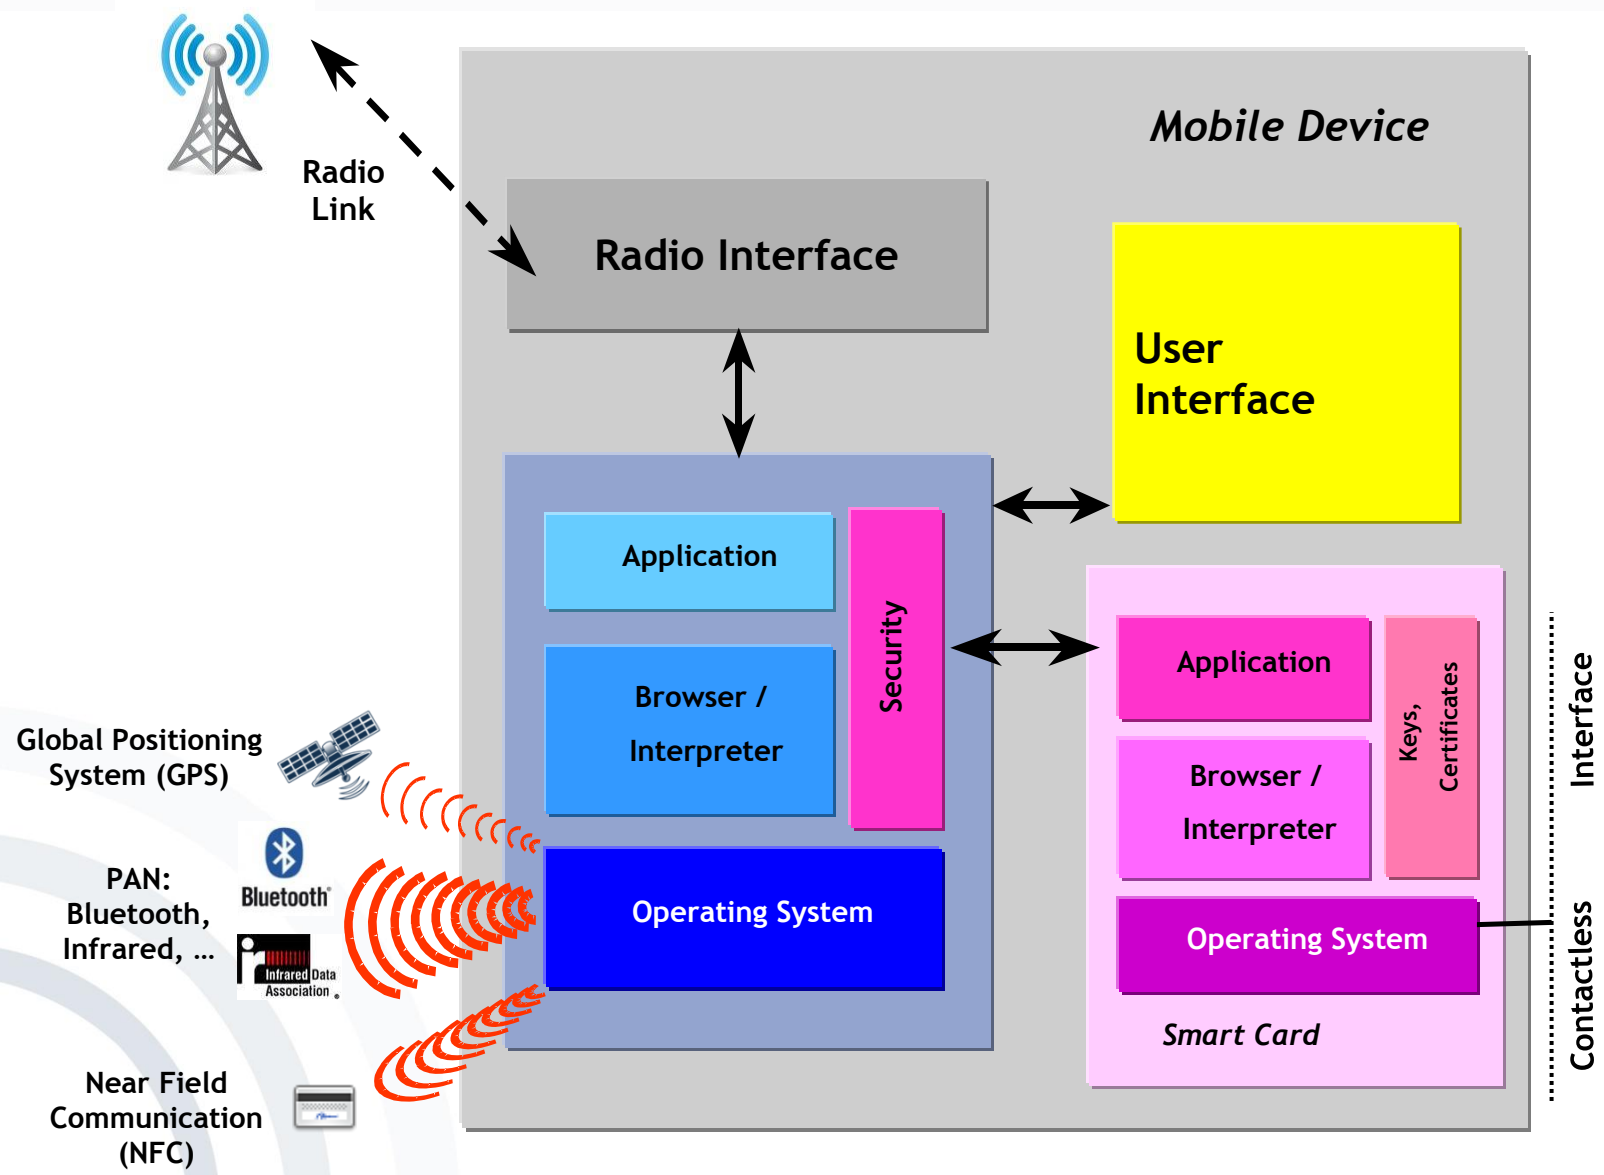 Mobile Device
Radio
Link
Radio Interface
User
Interface
Application
Security
Browser /
Interpreter
Operating System
Application
Keys,
Certificates
Browser /
Interpreter
Operating System
Smart Card
Contactless Interface
Global Positioning
System (GPS)
PAN:
Bluetooth,
Infrared, ...
Bluetooth
Infrared Data
Association
Near Field
Communication
(NFC)